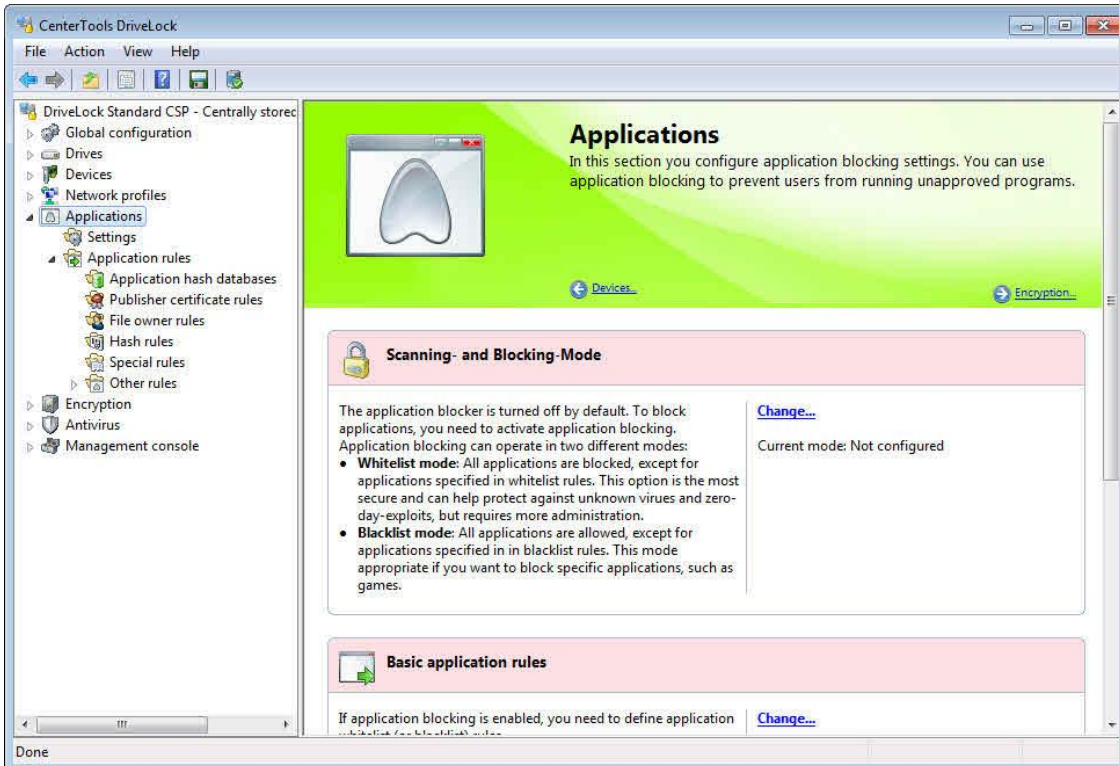 CenterTools DriveLock
File Action View Help
DriveLock Standard CSP - Centrally storec
Global configuration
Drives
Devices
Network profiles
Applications
Settings
Application rules
Application hash databases
Publisher certificate rules
File owner rules
Hash rules
Special rules
Other rules
Encryption
Antivirus
Management console
Applications
In this section you configure application blocking settings. You can use
application blocking to prevent users from running unapproved programs.
Devices...
Encryption...
Scanning- and Blocking-Mode
The application blocker is turned off by default. To block
applications, you need to activate application blocking.
Application blocking can operate in two different modes:
● Whitelist mode: All applications are blocked, except for
applications specified in whitelist rules. This option is the most
secure and can help protect against unknown virues and zero-
day-exploits, but requires more administration.
● Blacklist mode: All applications are allowed, except for
applications specified in in blacklist rules. This mode
appropriate if you want to block specific applications, such as
games.
Change...
Current mode: Not configured
Basic application rules
If application blocking is enabled, you need to define application
whitelist (or blacklist) rules
Change...
Done